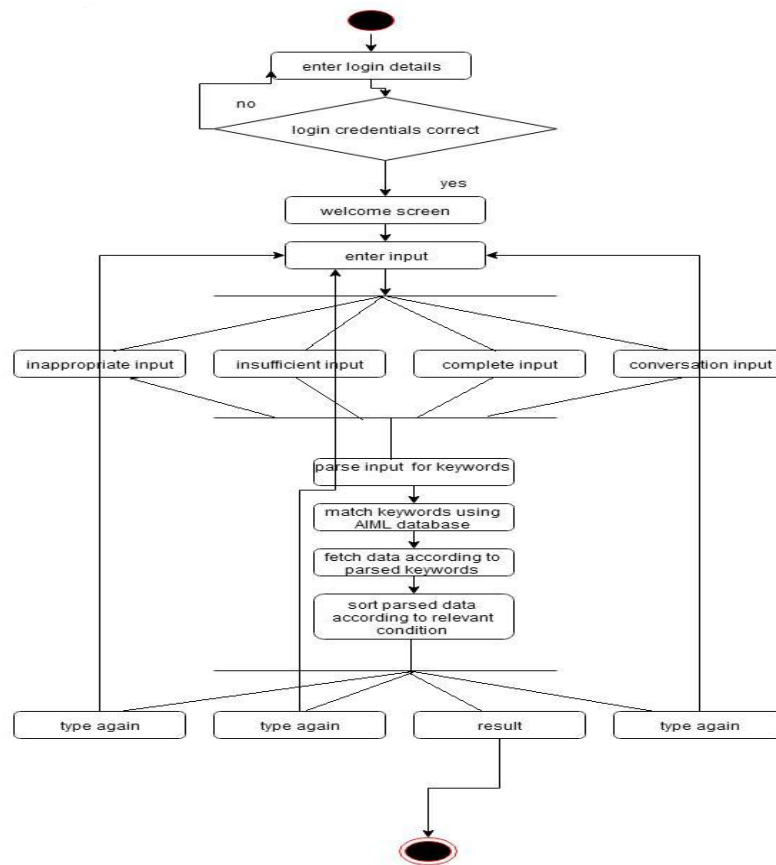 enter login details
no
login credentials correct
yes
welcome screen
enter input
inappropriate input
insufficient input
complete input
conversation input
parse input for keywords
match keywords using
AIML database
fetch data according to
parsed keywords
sort parsed data
according to relevant
condition
type again
type again
result
type again